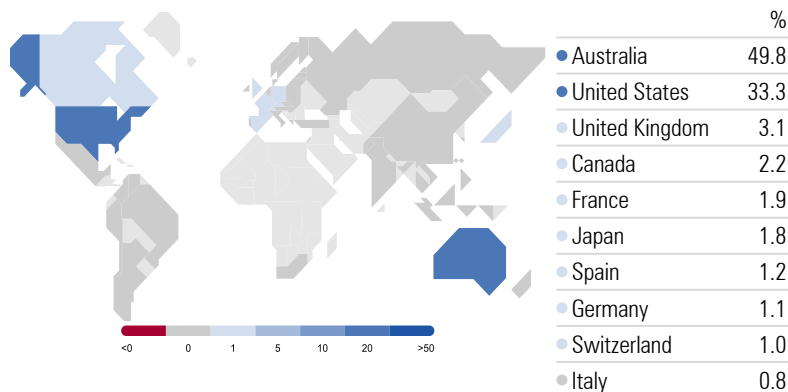 %
Australia 49.8
United States 33.3
United Kingdom 3.1
Canada 2.2
France 1.9
Japan 1.8
Spain 1.2
Germany 1.1
Switzerland 1.0
Italy 0.8
<0 0 1 5 10 20 >50